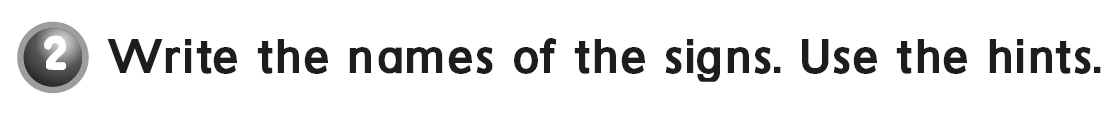 2 Write the names of the signs. Use the hints.